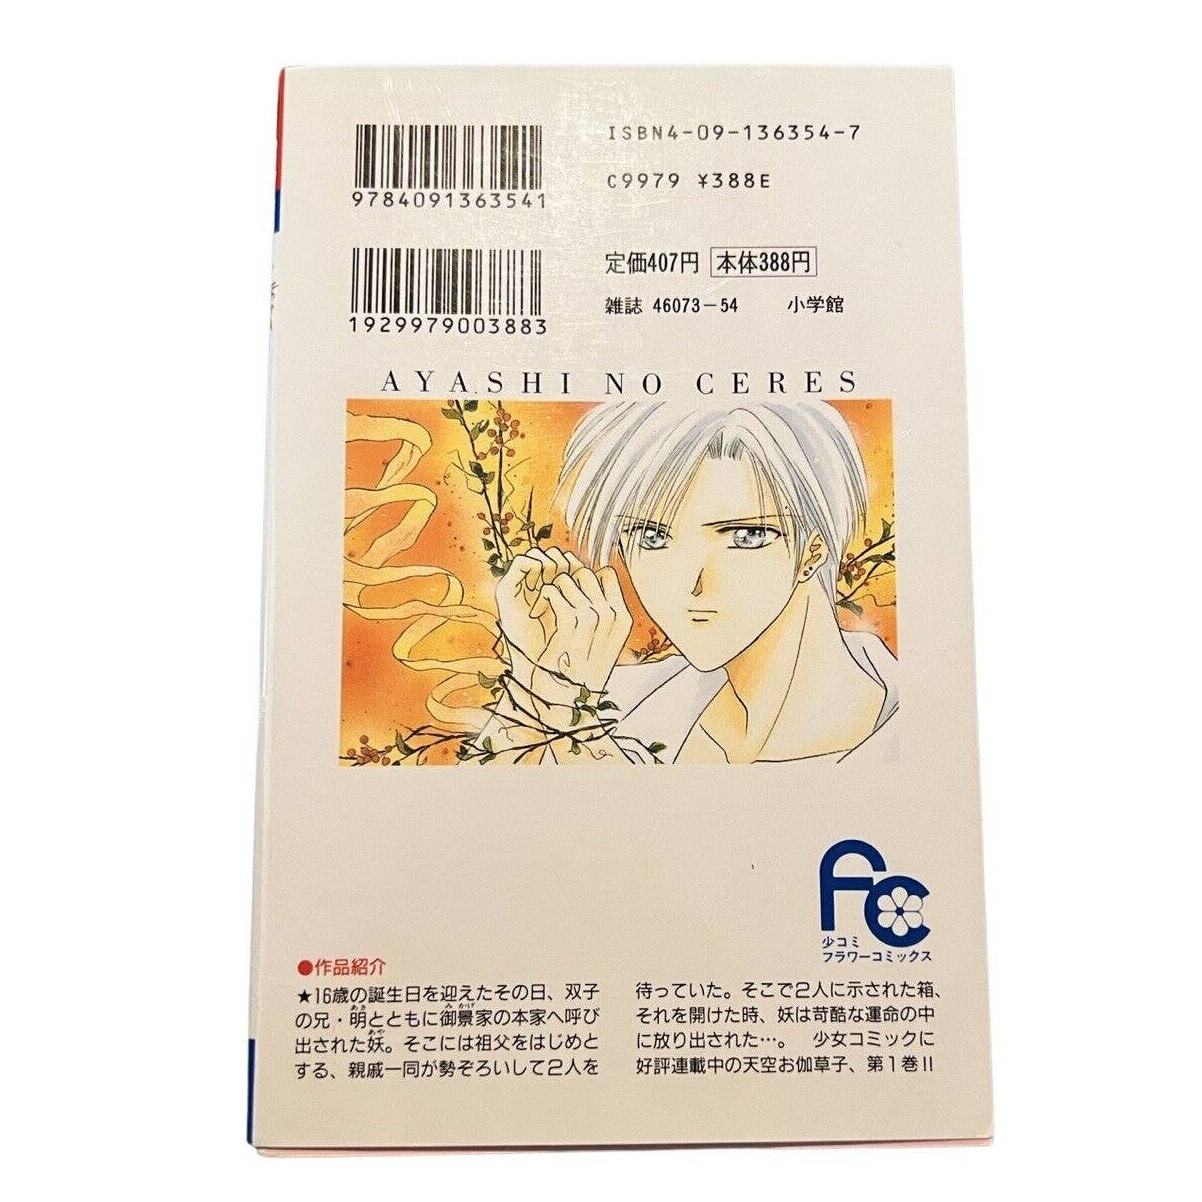 ISBN4-09-136354-7
C9979 ¥388E
9784091363541
定価407円 本体388円
雑誌 46073-54 小学館
1929979003883
AYASHI NO CERES
FC
少コミ
フラワーコミックス
●作品紹介
★16歳の誕生日を迎えたその日、双子
の兄・明とともに御景家の本家へ呼び
出された妖。そこには祖父をはじめと
する、親戚一同が勢ぞろいして2人を
待っていた。そこで2人に示された箱、
それを開けた時、妖は苛酷な運命の中
に放り出された…。 少女コミックに
好評連載中の天空お伽草子、第1巻!!